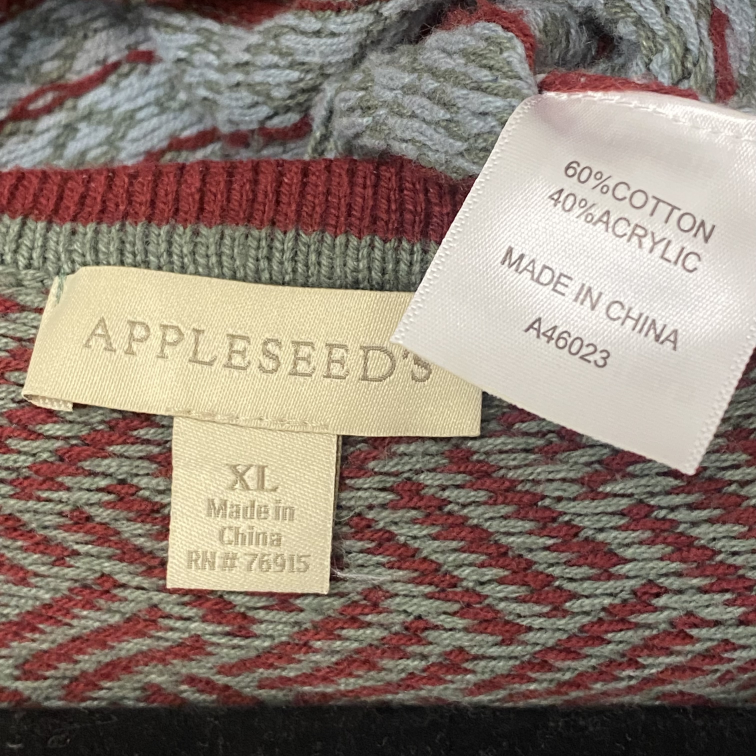 60%COTTON
40%ACRYLIC
MADE IN CHINA
A46023
APPLESEED'S
XL
Made in
China
RN# 76915